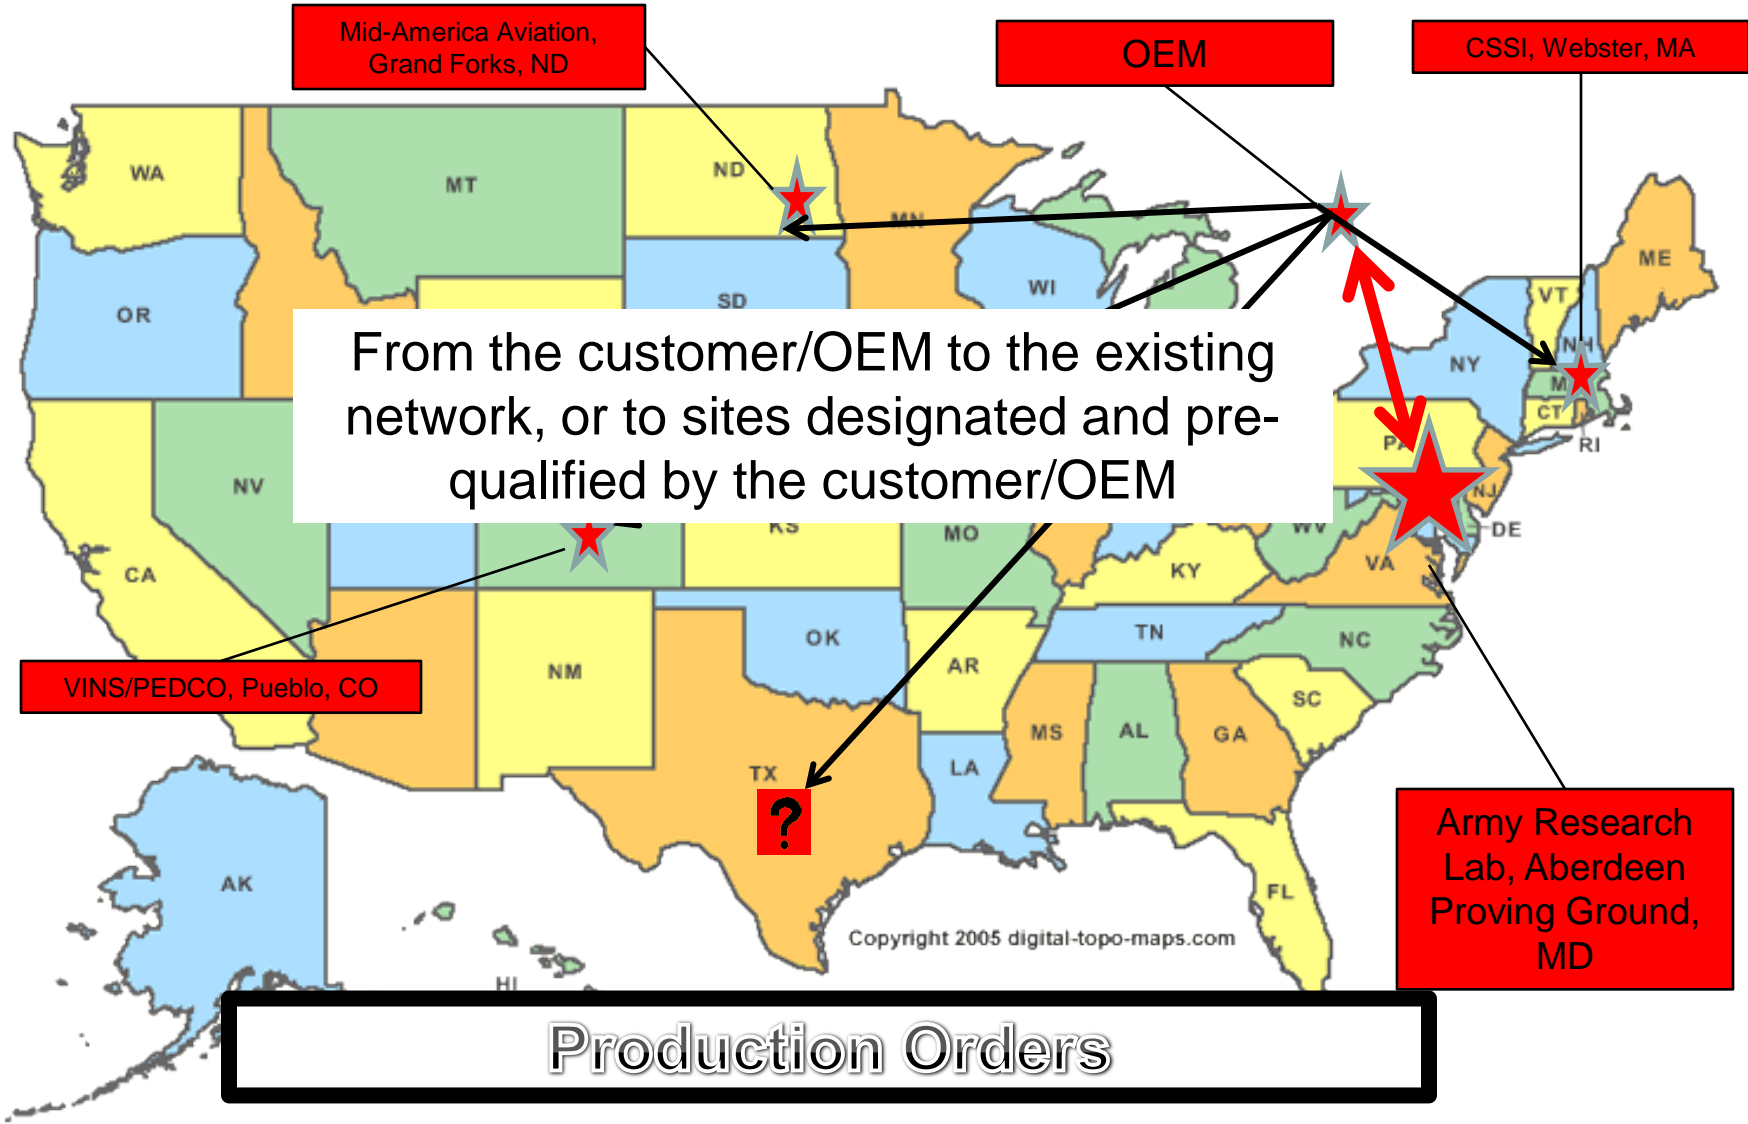 Mid-America Aviation,
Grand Forks, ND
OEM
CSSI, Webster, MA
WA
MT
ND
MN
ME
OR
SD
WI
VT
NH
NY
From the customer/OEM to the existing
network, or to sites designated and pre-
qualified by the customer/OEM
CT
RI
NV
NJ
DE
KS
MO
WV
CA
KY
VA
OK
TN
NC
NM
AR
VINS/PEDCO, Pueblo, CO
SC
MS
AL
GA
TX
LA
?
AK
FL
Army Research
Lab, Aberdeen
Proving Ground,
MD
Copyright 2005 digital-topo-maps.com
HI
Production Orders